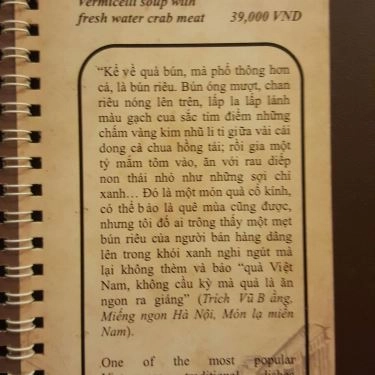 Vermicelli soup with
fresh water crab meat 39,000 VND
“Kể về quà bún, mà phổ thông hơn
cả, là bún riêu. Bún óng mượt, chan
riêu nóng lên trên, lấp la lấp lánh
màu gạch cua sắc tim điểm những
chấm vàng kim nhũ li ti giữa vài cái
dong cà chua hồng tái; rồi gia một
tý mắm tôm vào, ăn với rau diếp
non thái nhỏ như những sợi chỉ
xanh… Đó là một món quà cố kính,
có thể bảo là quê mùa cũng được,
nhưng tôi đố ai trông thấy một mẹt
bún riêu của người bán hàng dâng
lên trong khói xanh nghi ngút mà
lại không thèm và bảo “quà Việt
Nam, không cầu kỳ mà quả là ăn
ngon ra giáng” (Trích Vũ B ằng,
Miếng ngon Hà Nội, Món lạ miền
Nam).
One of the most popular
traditional dishes